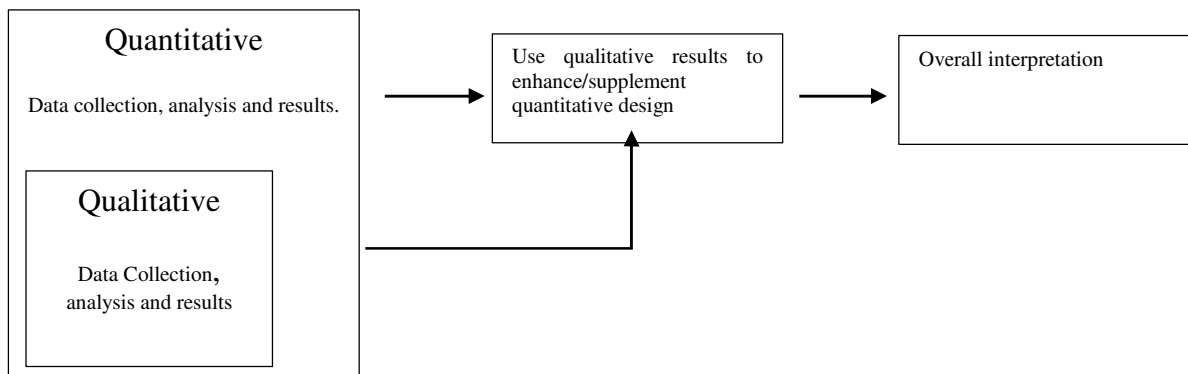 Quantitative
Data collection, analysis and results.
Qualitative
Data Collection,
analysis and results
Use qualitative results to
enhance/supplement
quantitative design
Overall interpretation